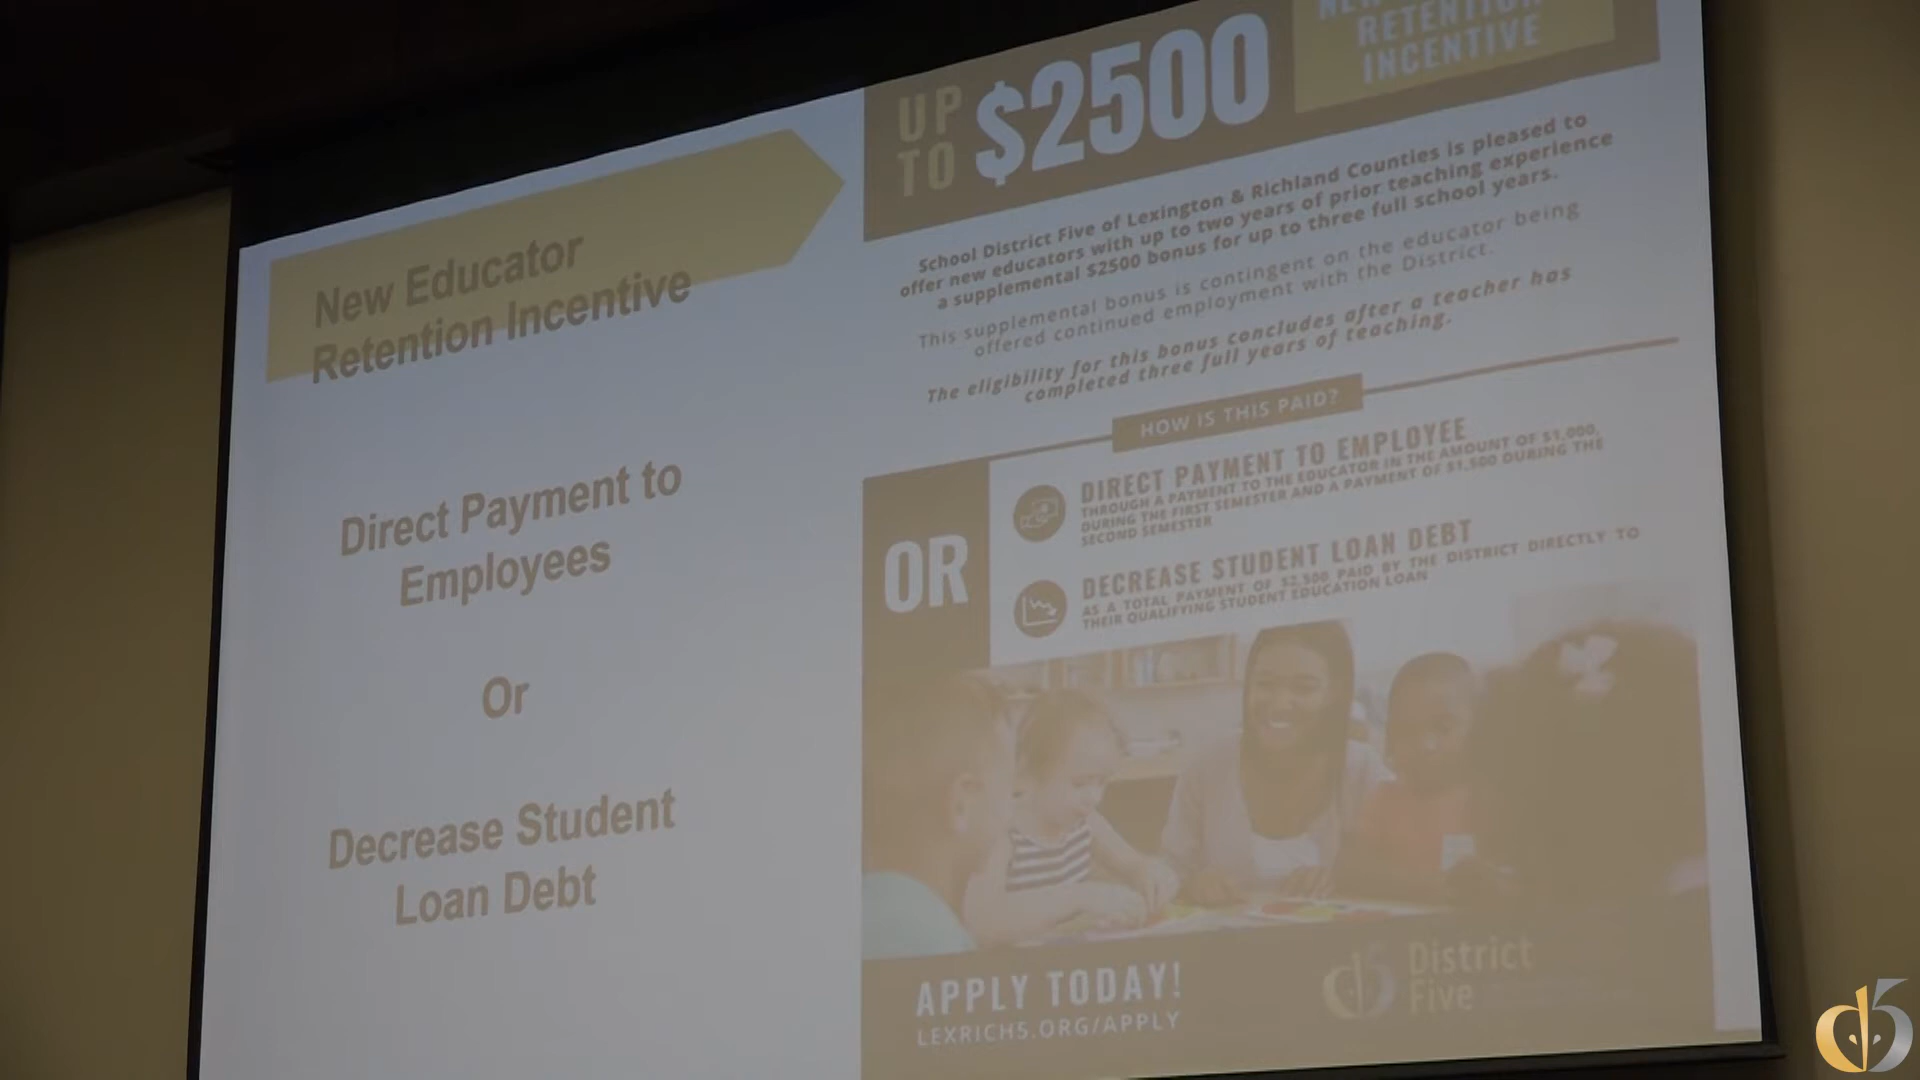 New Educator
Retention Incentive
Direct Payment to
Employees
Or
Decrease Student
Loan Debt
RETENTION
INCENTIVE
UP
TO
$2500
School District Five of Lexington & Richland Counties is pleased to
offer new educators with up to two years of prior teaching experience
a supplemental $2500 bonus for up to three full school years.
This supplemental bonus is contingent on the educator being
offered continued employment with the District.
The eligibility for this bonus concludes after a teacher has
completed three full years of teaching.
HOW IS THIS PAID?
OR
DIRECT PAYMENT TO EMPLOYEE
THROUGH A PAYMENT TO THE EDUCATOR IN THE AMOUNT OF $1,000,
DURING THE FIRST SEMESTER AND A PAYMENT OF $1,500 DURING THE
SECOND SEMESTER
DECREASE STUDENT LOAN DEBT
AS A TOTAL PAYMENT OF $2,500 PAID BY THE DISTRICT DIRECTLY TO
THEIR QUALIFYING STUDENT EDUCATION LOAN
APPLY TODAY!
LEXRICH5.ORG/APPLY
d5
District
Five
d5